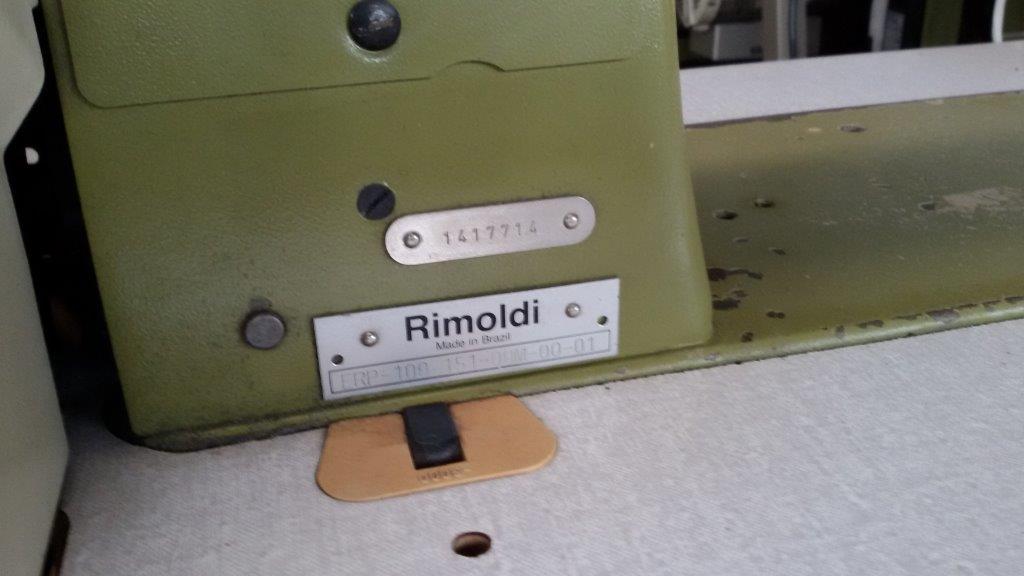 1417714
Rimoldi
Made in Brazil
ERP-100-151-00M-00-01